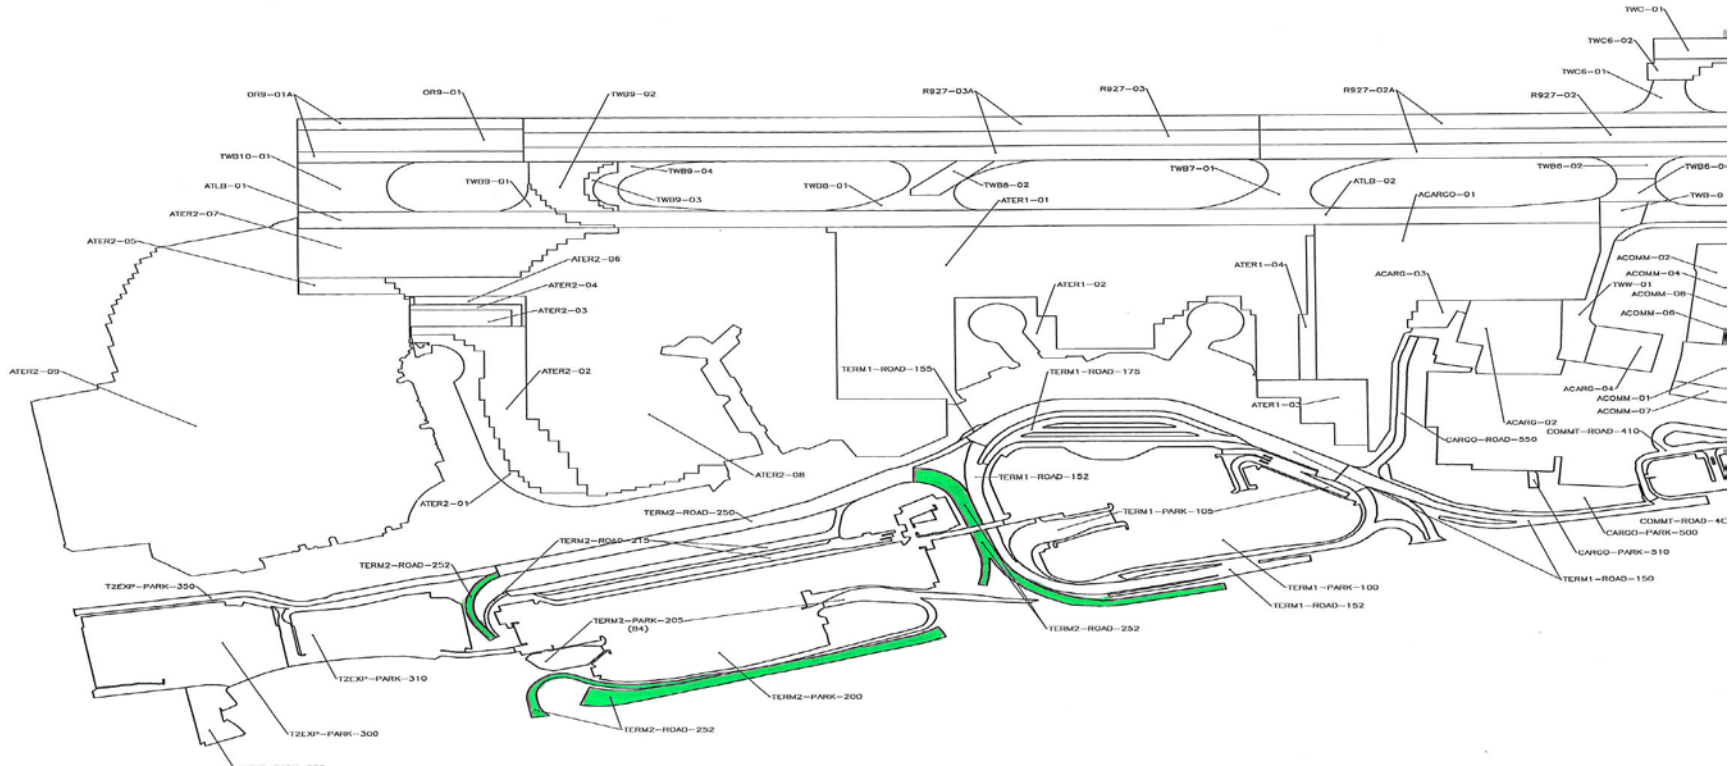 TWC-01
TWC6-02
TWC6-01
OR9-01A
OR9-01
TWB9-02
R927-03A
R927-03
R927-02A
R927-02
TWB10-01
TWB9-01
TWB9-04
TWB8-01
TWB8-02
TWB7-01
TWB6-02
ATLB-01
TWB9-03
ATER1-01
ATLB-02
ACARGO-01
ATER2-07
ATER2-05
ATER2-06
ATER2-04
ATER2-03
ATER1-02
ATER1-04
ACARG-03
TWW-01
ACOMM-02
ACOMM-04
ACOMM-08
ACOMM-06
ATER2-09
ATER2-02
TERM1-ROAD-155
TERM1-ROAD-175
ATER1-03
ACARG-04
ACOMM-01
ACOMM-07
ACARG-02
COMMT-ROAD-410
CARGO-ROAD-550
ATER2-01
ATER2-08
TERM1-ROAD-152
TERM2-ROAD-250
TERM1-PARK-105
TERM2-ROAD-215
TERM2-ROAD-252
CARGO-PARK-500
CARGO-PARK-510
T2EXP-PARK-350
TERM1-ROAD-150
TERM1-PARK-100
TERM1-ROAD-152
TERM2-PARK-205
(84)
TERM2-ROAD-252
T2EXP-PARK-310
TERM2-PARK-200
TERM2-ROAD-252
T2EXP-PARK-300